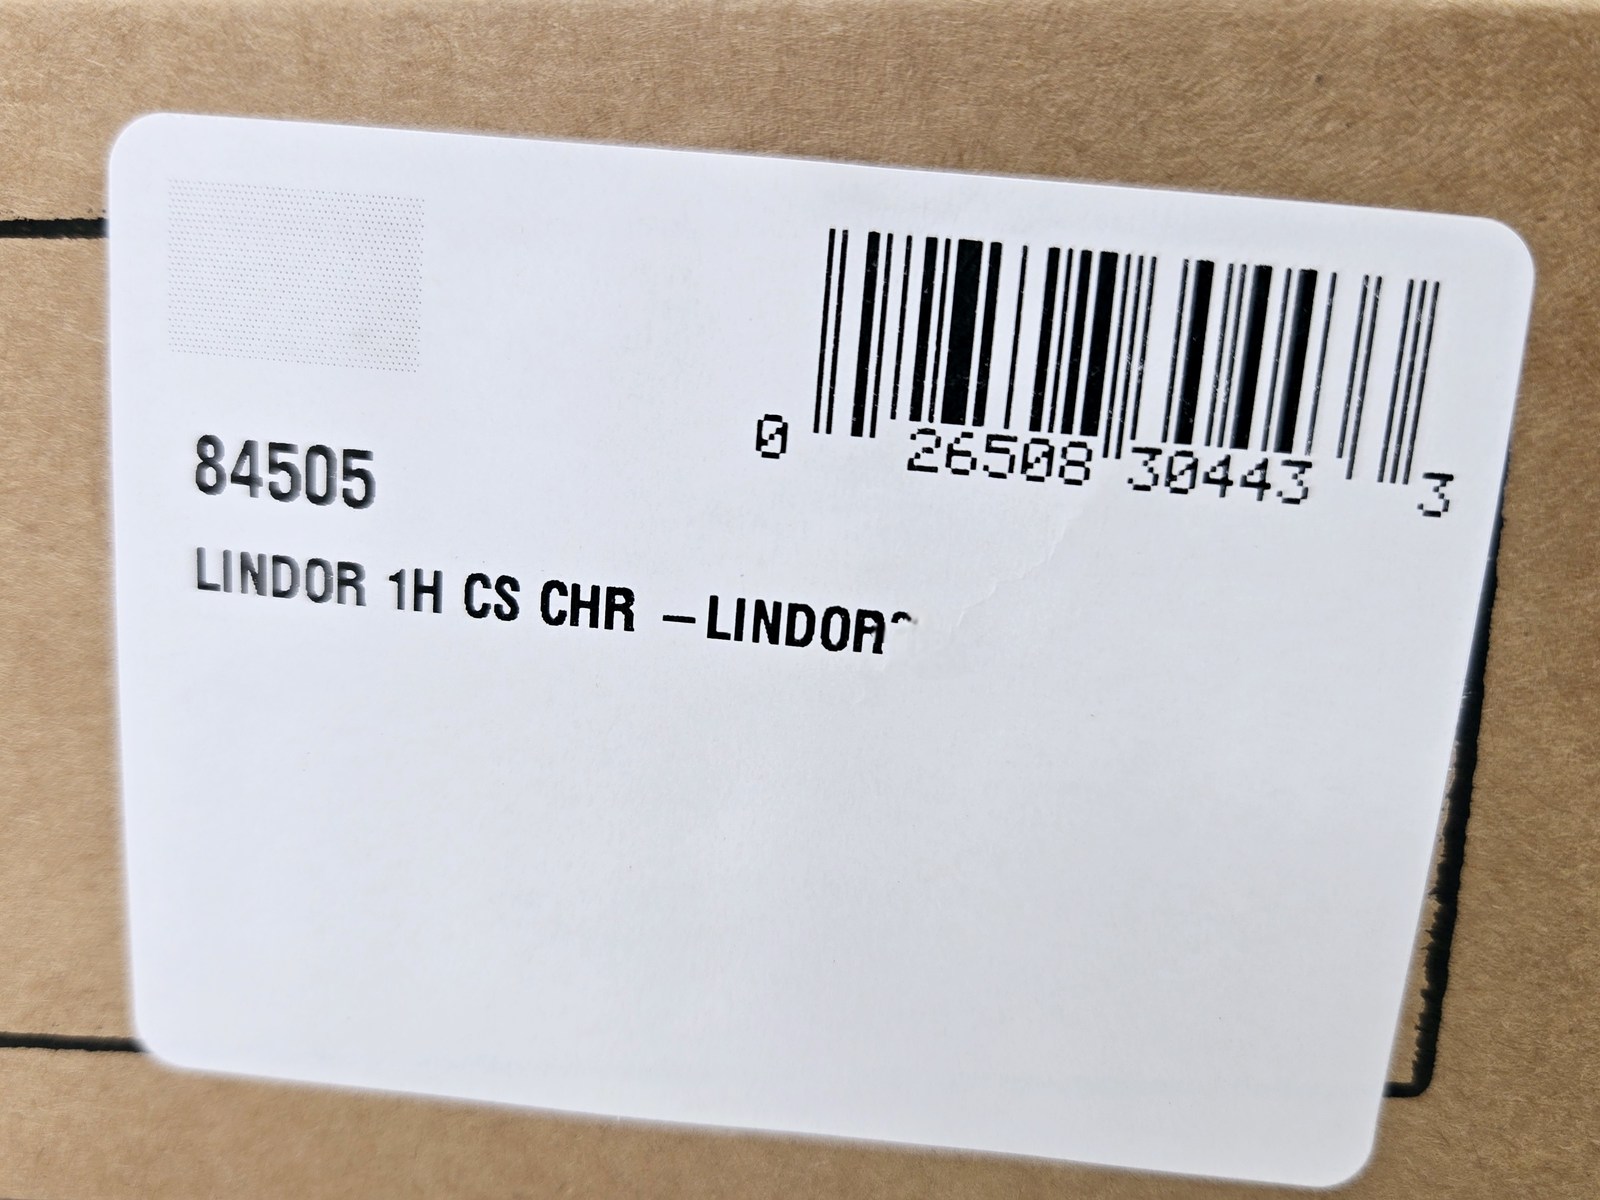 0 26508 30443 3
84505
LINDOR 1H CS CHR –LINDOR